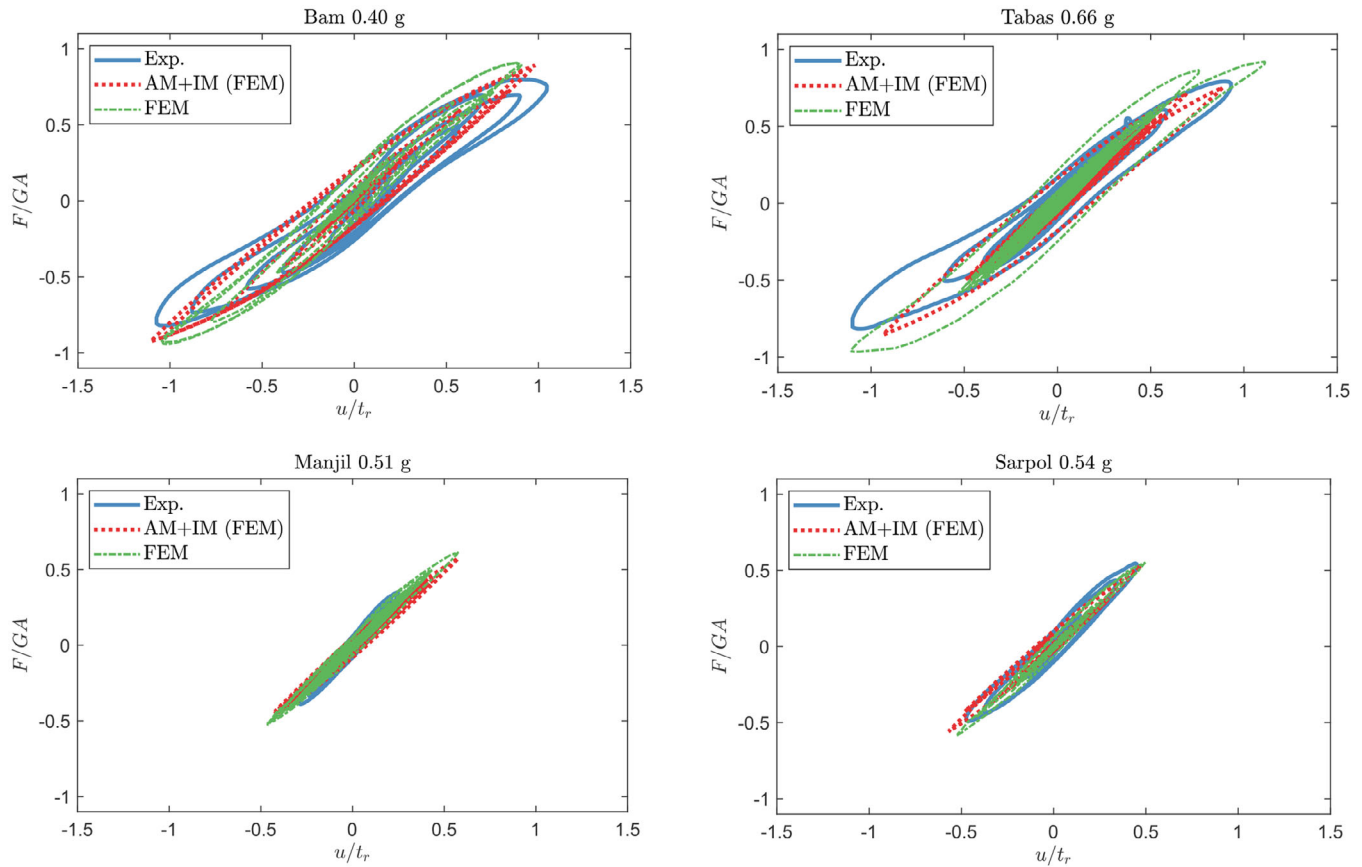 Bam 0.40 g
Exp.
AM+IM (FEM)
FEM
F/GA
1
0.5
0
-0.5
-1
-1.5 -1 -0.5 0 0.5 1 1.5
u/t_r
Tabas 0.66 g
Exp.
AM+IM (FEM)
FEM
F/GA
1
0.5
0
-0.5
-1
-1.5 -1 -0.5 0 0.5 1 1.5
u/t_r
Manjil 0.51 g
Exp.
AM+IM (FEM)
FEM
F/GA
1
0.5
0
-0.5
-1
-1.5 -1 -0.5 0 0.5 1 1.5
u/t_r
Sarpol 0.54 g
Exp.
AM+IM (FEM)
FEM
F/GA
1
0.5
0
-0.5
-1
-1.5 -1 -0.5 0 0.5 1 1.5
u/t_r